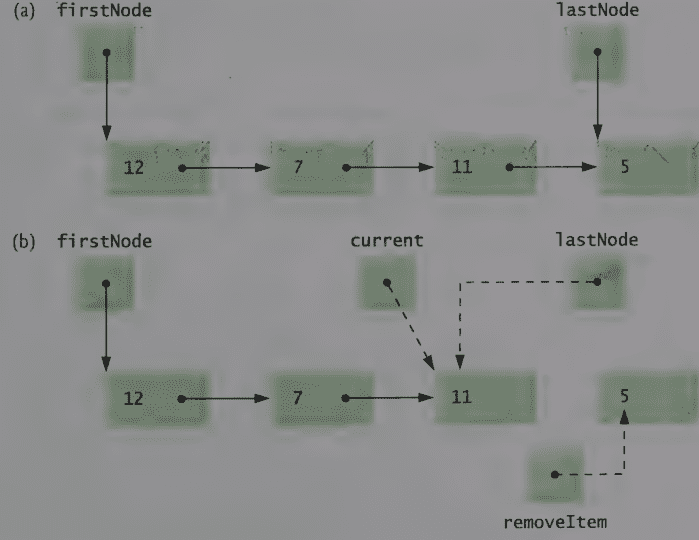 (a) firstNode lastNode
12 7 11 5
(b) firstNode current lastNode
12 7 11 5
removeItem